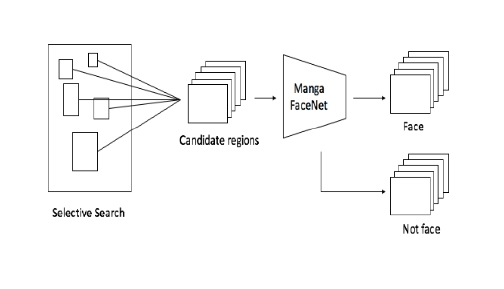 Selective Search
Candidate regions
Manga
FaceNet
Face
Not face